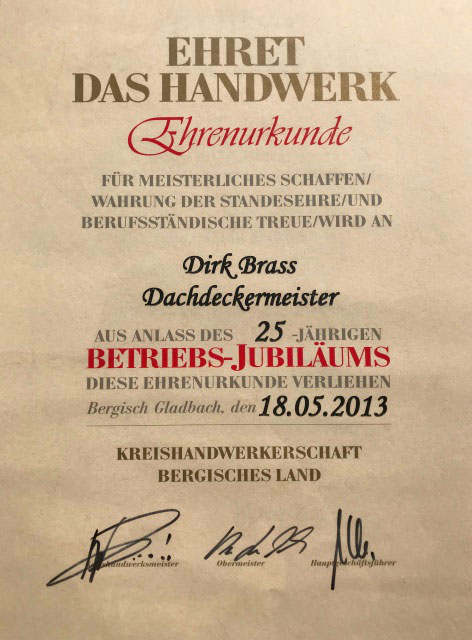 EHRET
DAS HANDWERK
Ehrenurkunde
FÜR MEISTERLICHES SCHAFFEN/
WAHRUNG DER STANDESEHRE/UND
BERUFSSTÄNDISCHE TREUE/WIRD AN
Dirk Brass
Dachdeckermeister
AUS ANLASS DES 25-JÄHRIGEN
BETRIEBS-JUBILÄUMS
DIESE EHRENURKUNDE VERLIEHEN
Bergisch Gladbach, den 18.05.2013
KREISHANDWERKERSCHAFT
BERGISCHES LAND
Obermeister Hauptgeschäftsführer